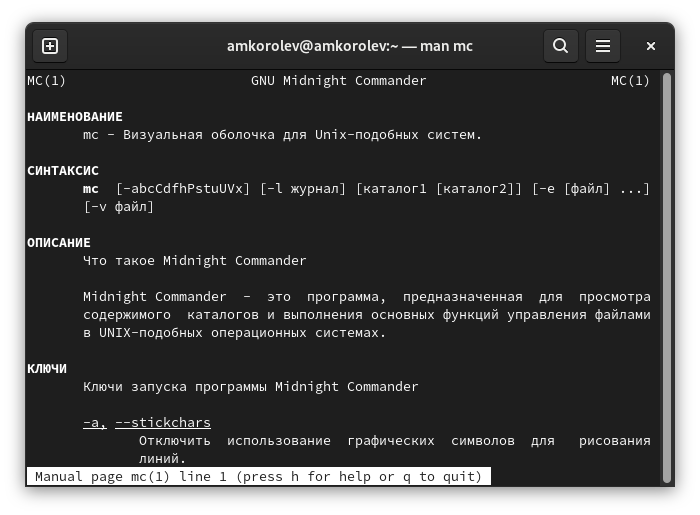 amkorolev@amkorolev:~ — man mc
MC(1) GNU Midnight Commander MC(1)
НАИМЕНОВАНИЕ
mc - Визуальная оболочка для Unix-подобных систем.
СИНТАКСИС
mc [-abcCdfhPstuUVx] [-l журнал] [каталог1 [каталог2]] [-e [файл] ...]
[-v файл]
ОПИСАНИЕ
Что такое Midnight Commander
Midnight Commander - это программа, предназначенная для просмотра
содержимого каталогов и выполнения основных функций управления файлами
в UNIX-подобных операционных системах.
КЛЮЧИ
Ключи запуска программы Midnight Commander
-a, --stickchars
Отключить использование графических символов для рисования
линий.
Manual page mc(1) line 1 (press h for help or q to quit)